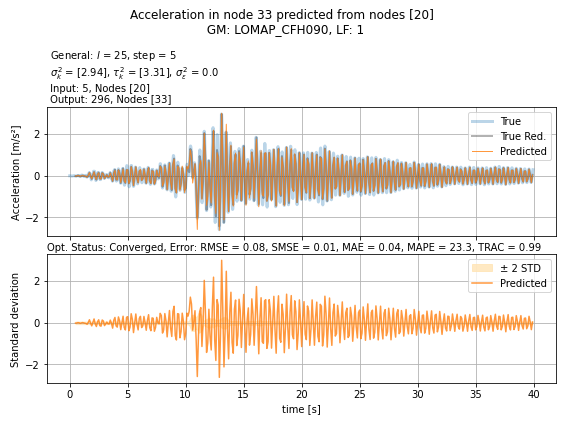 Acceleration in node 33 predicted from nodes [20]
GM: LOMAP_CFH090, LF: 1
General: l = 25, step = 5
σ²ₖ = [2.94], τ²ₖ = [3.31], σ²ε = 0.0
Input: 5, Nodes [20]
Output: 296, Nodes [33]
Acceleration [m/s²]
2
0
−2
True
True Red.
Predicted
Opt. Status: Converged, Error: RMSE = 0.08, SMSE = 0.01, MAE = 0.04, MAPE = 23.3, TRAC = 0.99
Standard deviation
2
0
−2
± 2 STD
Predicted
0 5 10 15 20 25 30 35 40
time [s]